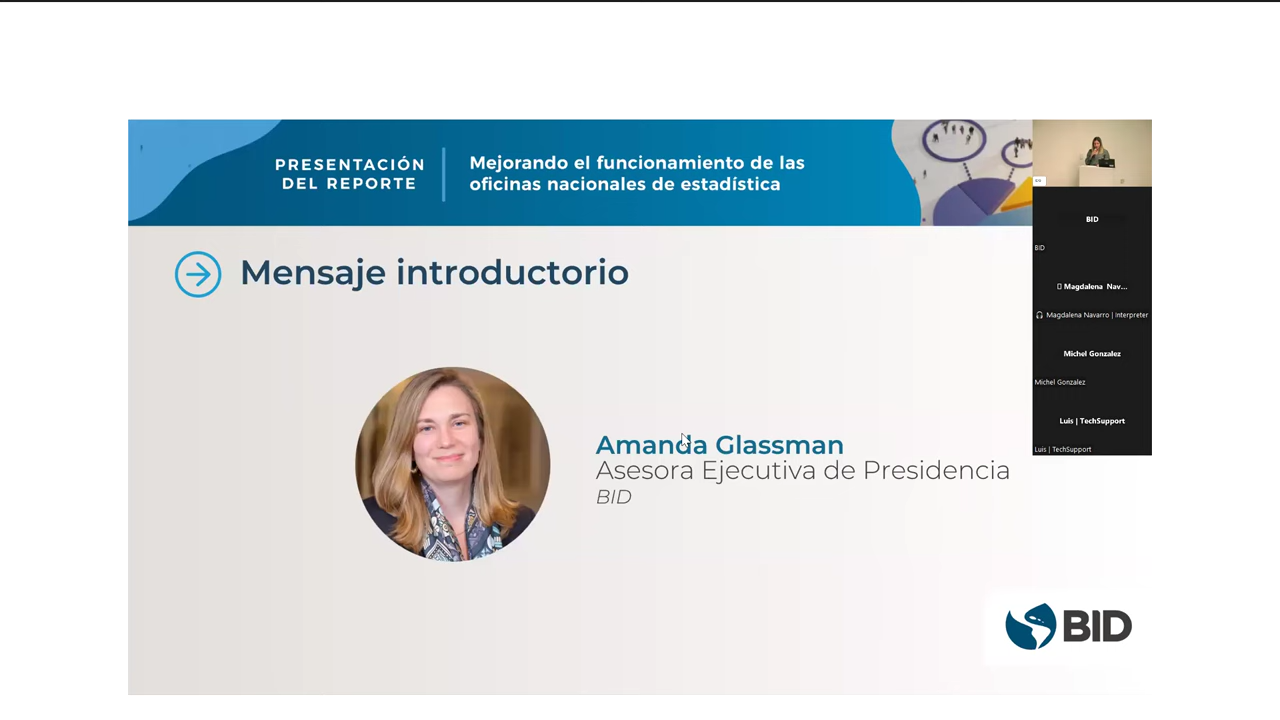 PRESENTACIÓN
DEL REPORTE
Mejorando el funcionamiento de las
oficinas nacionales de estadística
Mensaje introductorio
Amanda Glassman
Asesora Ejecutiva de Presidencia
BID
BID
BID
BID
Magdalena Nav...
Magdalena Navarro | Interpreter
Michel Gonzalez
Michel Gonzalez
Luis | TechSupport
Luis | TechSupport